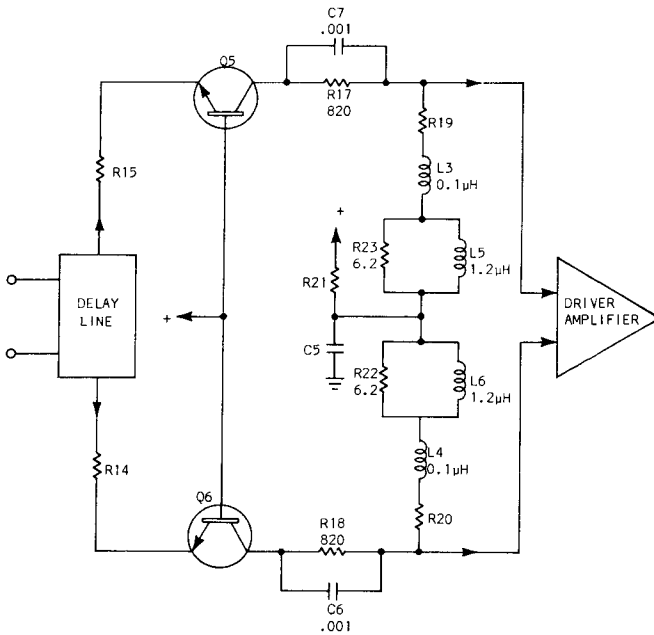 C7
.001
Q5
R17
820
R19
R15
L3
0.1µH
+
R23
6.2
L5
1.2µH
R21
DELAY
LINE
+
DRIVER
AMPLIFIER
C5
R22
6.2
L6
1.2µH
L4
0.1µH
R14
Q6
R18
820
R20
C6
.001